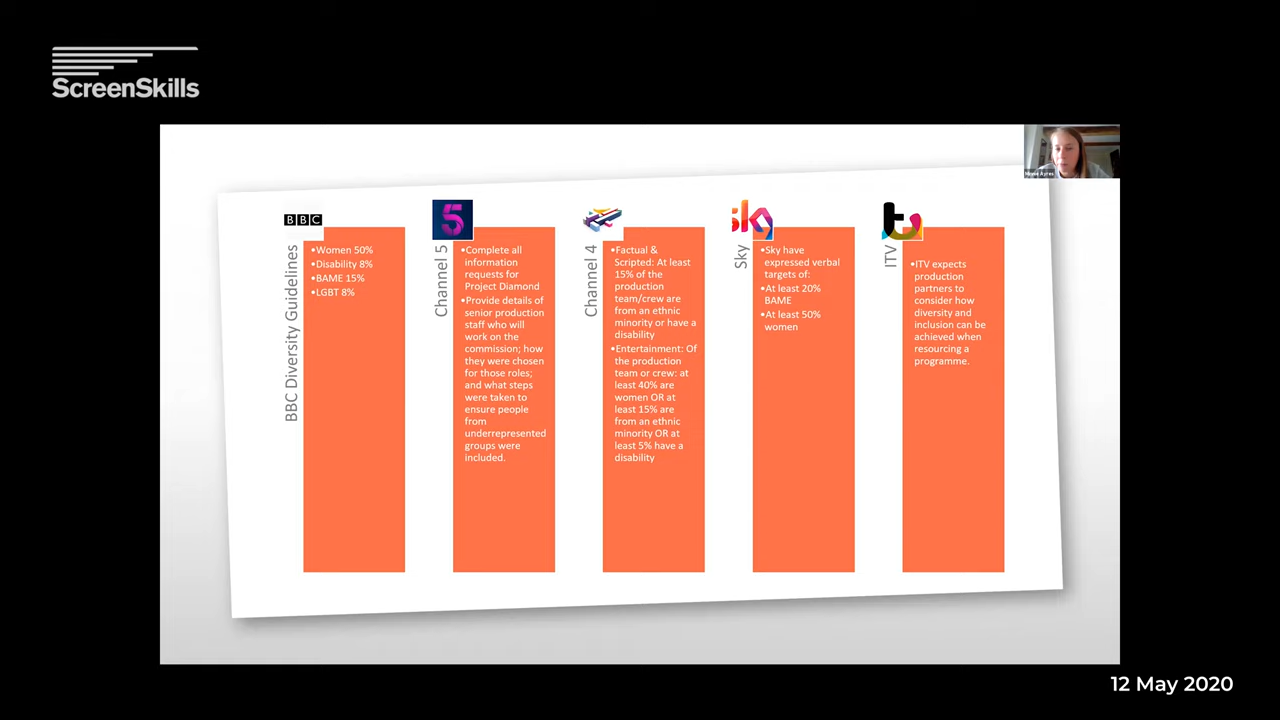 ScreenSkills
BBC
BBC Diversity Guidelines
•Women 50%
•Disability 8%
•BAME 15%
•LGBT 8%
5
Channel 5
•Complete all
information
requests for
Project Diamond
•Provide details of
senior production
staff who will
work on the
commission; how
they were chosen
for those roles;
and what steps
were taken to
ensure people
from
underrepresented
groups were
included.
Channel 4
•Factual &
Scripted: At least
15% of the
production
team/crew are
from an ethnic
minority or have a
disability
•Entertainment: Of
the production
team or crew: at
least 40% are
women OR at
least 15% are
from an ethnic
minority OR at
least 5% have a
disability
sky
Sky
•Sky have
expressed verbal
targets of:
•At least 20%
BAME
•At least 50%
women
ITV
•ITV expects
production
partners to
consider how
diversity and
inclusion can be
achieved when
resourcing a
programme.
12 May 2020